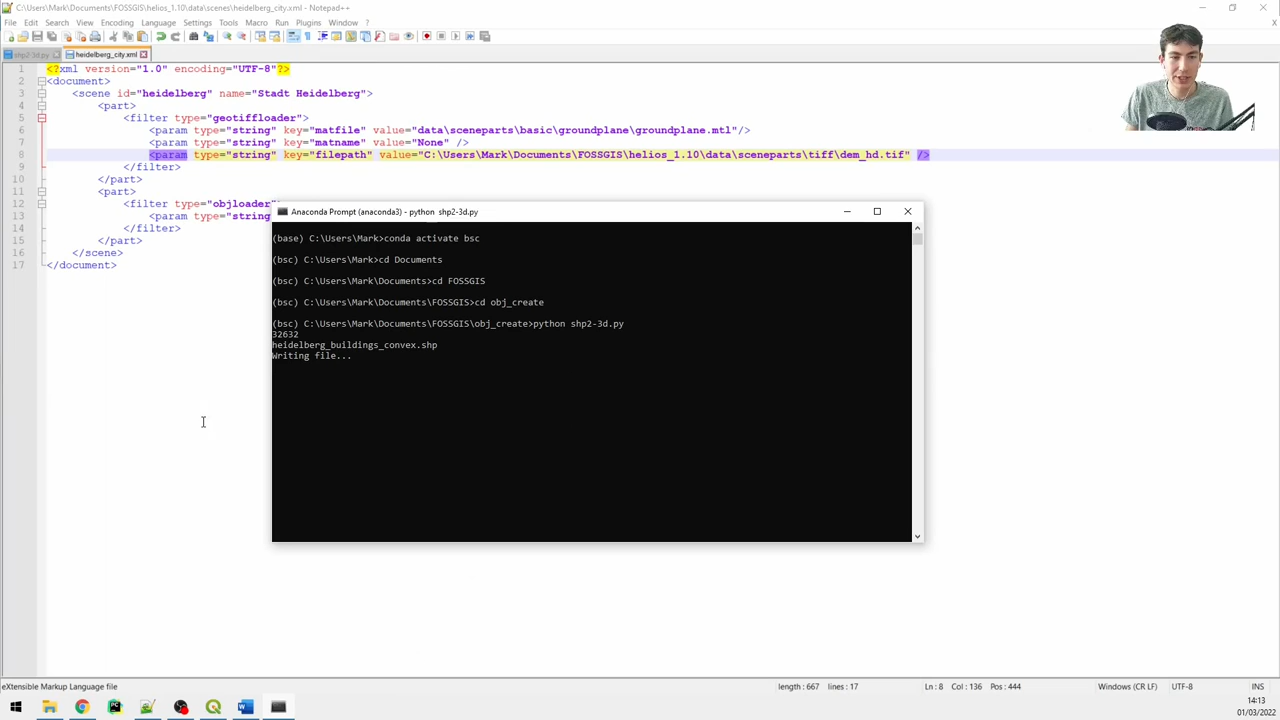 C:\Users\Mark\Documents\FOSSGIS\helios_1.10\data\scenes\heidelberg_city.xml - Notepad++
File Edit Search View Encoding Language Settings Tools Macro Run Plugins Window ?
shp2-3d.py heidelberg_city.xml
1 <?xml version="1.0" encoding="UTF-8"?>
2 <document>
3 <scene id="heidelberg" name="Stadt Heidelberg">
4 <part>
5 <filter type="geotiffloader">
6 <param type="string" key="matfile" value="data\sceneparts\basic\groundplane\groundplane.mtl"/>
7 <param type="string" key="matname" value="None" />
8 <param type="string" key="filepath" value="C:\Users\Mark\Documents\FOSSGIS\helios_1.10\data\sceneparts\tiff\dem_hd.tif" />
9 </filter>
10 </part>
11 <part>
12 <filter type="objloader"
13 <param type="string
14 </filter>
15 </part>
16 </scene>
17 </document>
Anaconda Prompt (anaconda3) - python shp2-3d.py
(base) C:\Users\Mark>conda activate bsc
(bsc) C:\Users\Mark>cd Documents
(bsc) C:\Users\Mark\Documents>cd FOSSGIS
(bsc) C:\Users\Mark\Documents\FOSSGIS>cd obj_create
(bsc) C:\Users\Mark\Documents\FOSSGIS\obj_create>python shp2-3d.py
32632
heidelberg_buildings_convex.shp
Writing file...
eXtensible Markup Language file length : 667 lines : 17 Ln : 8 Col : 136 Pos : 444 Windows (CR LF) UTF-8 INS
14:13
01/03/2022